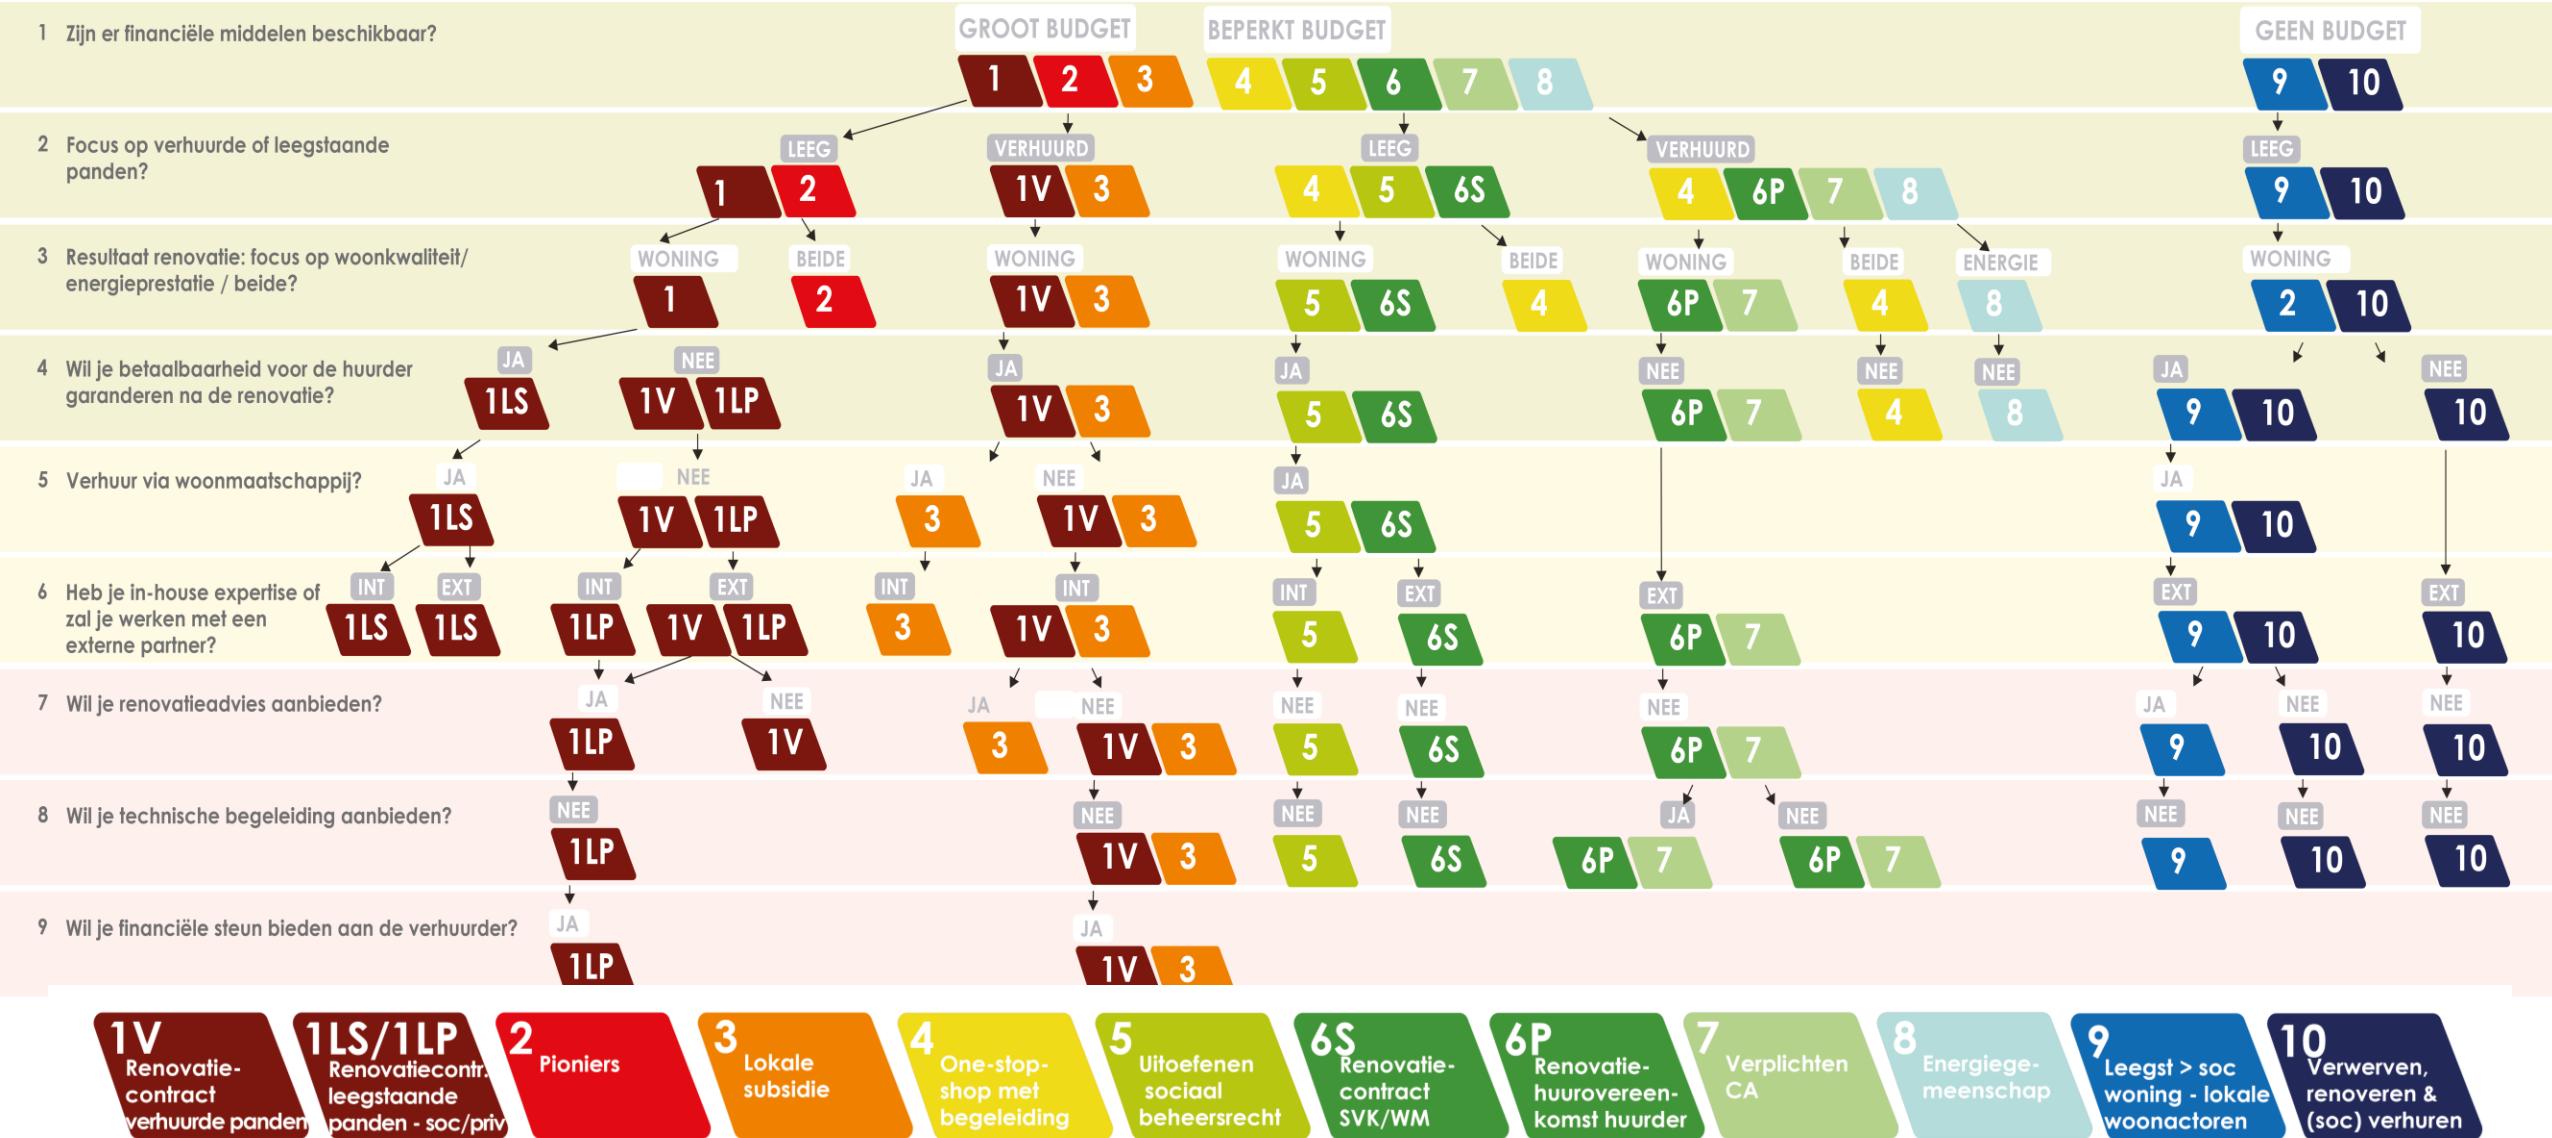 1 Zijn er financiële middelen beschikbaar?
GROOT BUDGET BEPERKT BUDGET GEEN BUDGET
1 2 3 4 5 6 7 8 9 10
2 Focus op verhuurde of leegstaande
panden?
LEEG VERHUURD LEEG VERHUURD LEEG
1 2 1V 3 4 5 6S 4 6P 7 8 9 10
3 Resultaat renovatie: focus op woonkwaliteit/
energieprestatie / beide?
WONING BEIDE WONING WONING BEIDE WONING BEIDE ENERGIE WONING
1 2 1V 3 5 6S 4 6P 7 4 8 2 10
4 Wil je betaalbaarheid voor de huurder
garanderen na de renovatie?
JA NEE JA JA NEE NEE NEE JA NEE
1LS 1V 1LP 1V 3 5 6S 6P 7 4 8 9 10 10
5 Verhuur via woonmaatschappij?
JA NEE JA NEE JA JA
1LS 1V 1LP 3 1V 3 5 6S 9 10
6 Heb je in-house expertise of
zal je werken met een
externe partner?
INT EXT INT EXT INT INT INT EXT EXT EXT EXT
1LS 1LS 1LP 1V 1LP 3 1V 3 5 6S 6P 7 9 10 10
7 Wil je renovatieadvies aanbieden?
JA NEE JA NEE NEE NEE NEE JA NEE NEE
1LP 1V 3 1V 3 5 6S 6P 7 9 10 10
8 Wil je technische begeleiding aanbieden?
NEE NEE NEE NEE JA NEE NEE NEE NEE
1LP 1V 3 5 6S 6P 7 6P 7 9 10 10
9 Wil je financiële steun bieden aan de verhuurder?
JA JA
1LP 1V 3
1V
Renovatie-
contract
verhuurde panden
1LS/1LP
Renovatiecontr.
leegstaande
panden - soc/priv
2
Pioniers
3
Lokale
subsidie
4
One-stop-
shop met
begeleiding
5
Uitoefenen
sociaal
beheersrecht
6S
Renovatie-
contract
SVK/WM
6P
Renovatie-
huurovereen-
komst huurder
7
Verplichten
CA
8
Energiege-
meenschap
9
Leegst > soc
woning - lokale
woonactoren
10
Verwerven,
renoveren &
(soc) verhuren